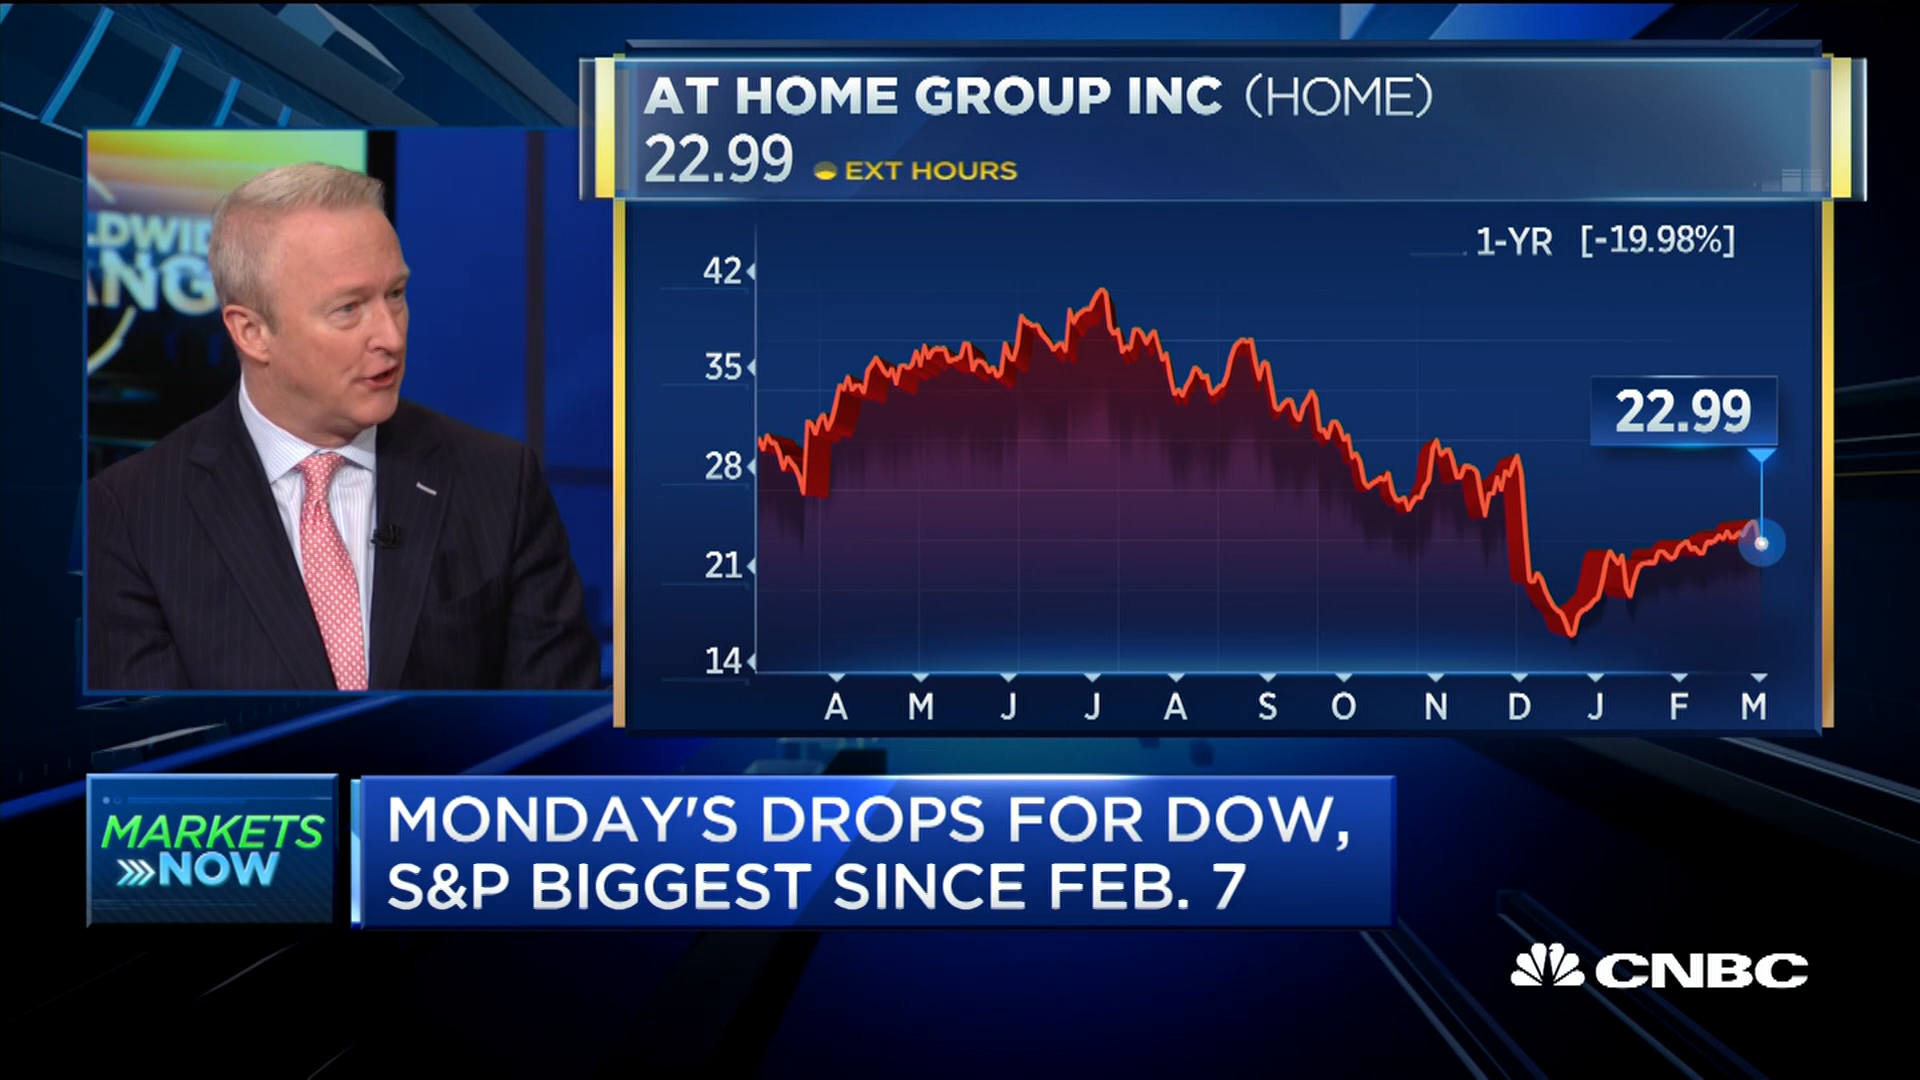 AT HOME GROUP INC (HOME)
22.99 EXT HOURS
1-YR [-19.98%]
42
35
28
21
14
22.99
A M J J A S O N D J F M
MARKETS
NOW
MONDAY'S DROPS FOR DOW,
S&P BIGGEST SINCE FEB. 7
CNBC